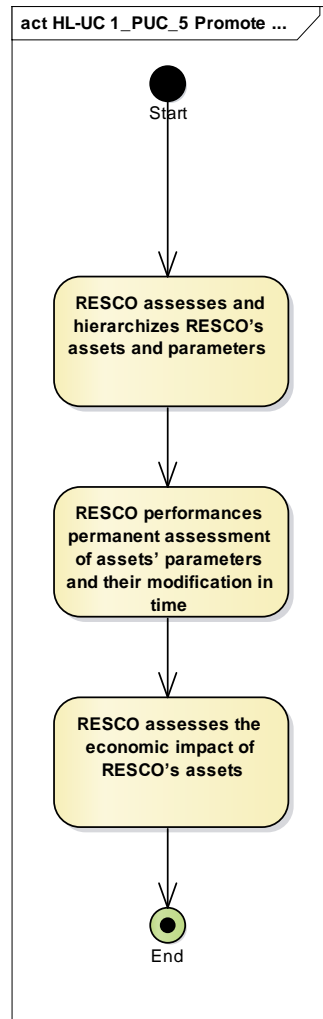 act HL-UC 1_PUC_5 Promote ...
Start
RESCO assesses and
hierarchizes RESCO's
assets and parameters
RESCO performances
permanent assessment
of assets' parameters
and their modification in
time
RESCO assesses the
economic impact of
RESCO's assets
End